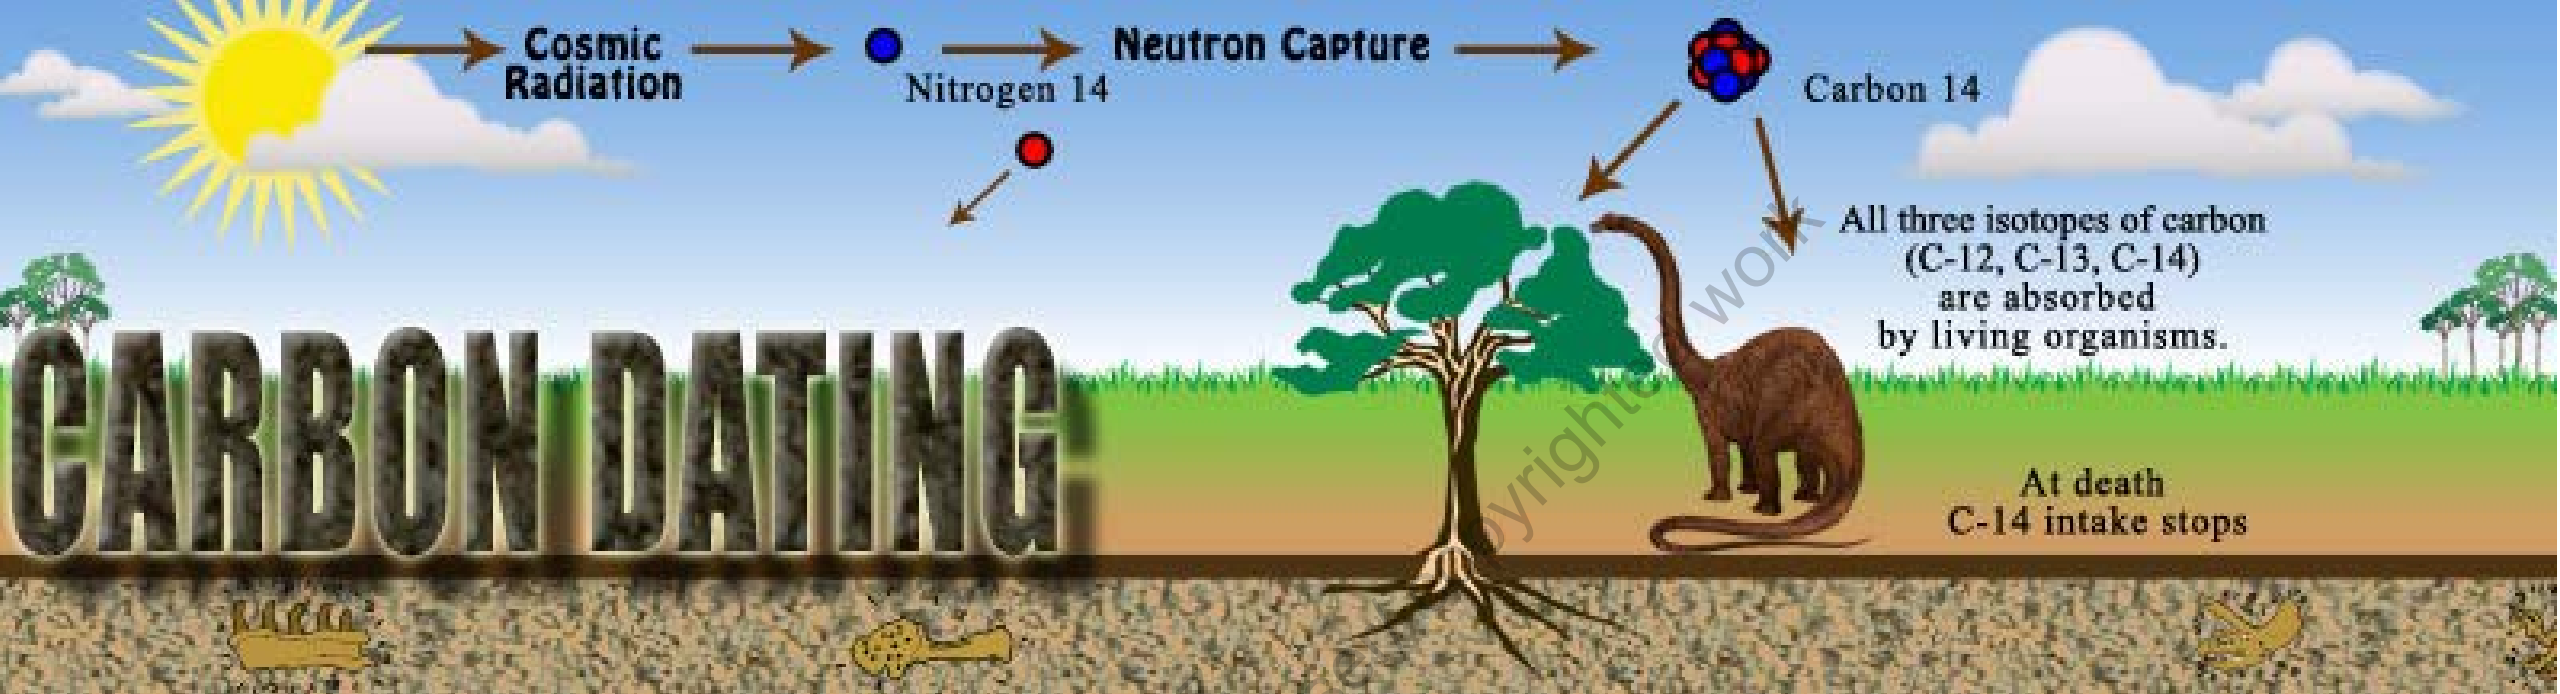 Cosmic
Radiation
Nitrogen 14
Neutron Capture
Carbon 14
All three isotopes of carbon
(C-12, C-13, C-14)
are absorbed
by living organisms.
CARBON DATING
At death
C-14 intake stops
work